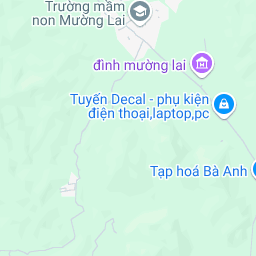 Trường mầm
non Mường Lai
đình mường lai
Tuyến Decal - phụ kiện
điện thoại,laptop,pc
Tạp hoá Bà Anh